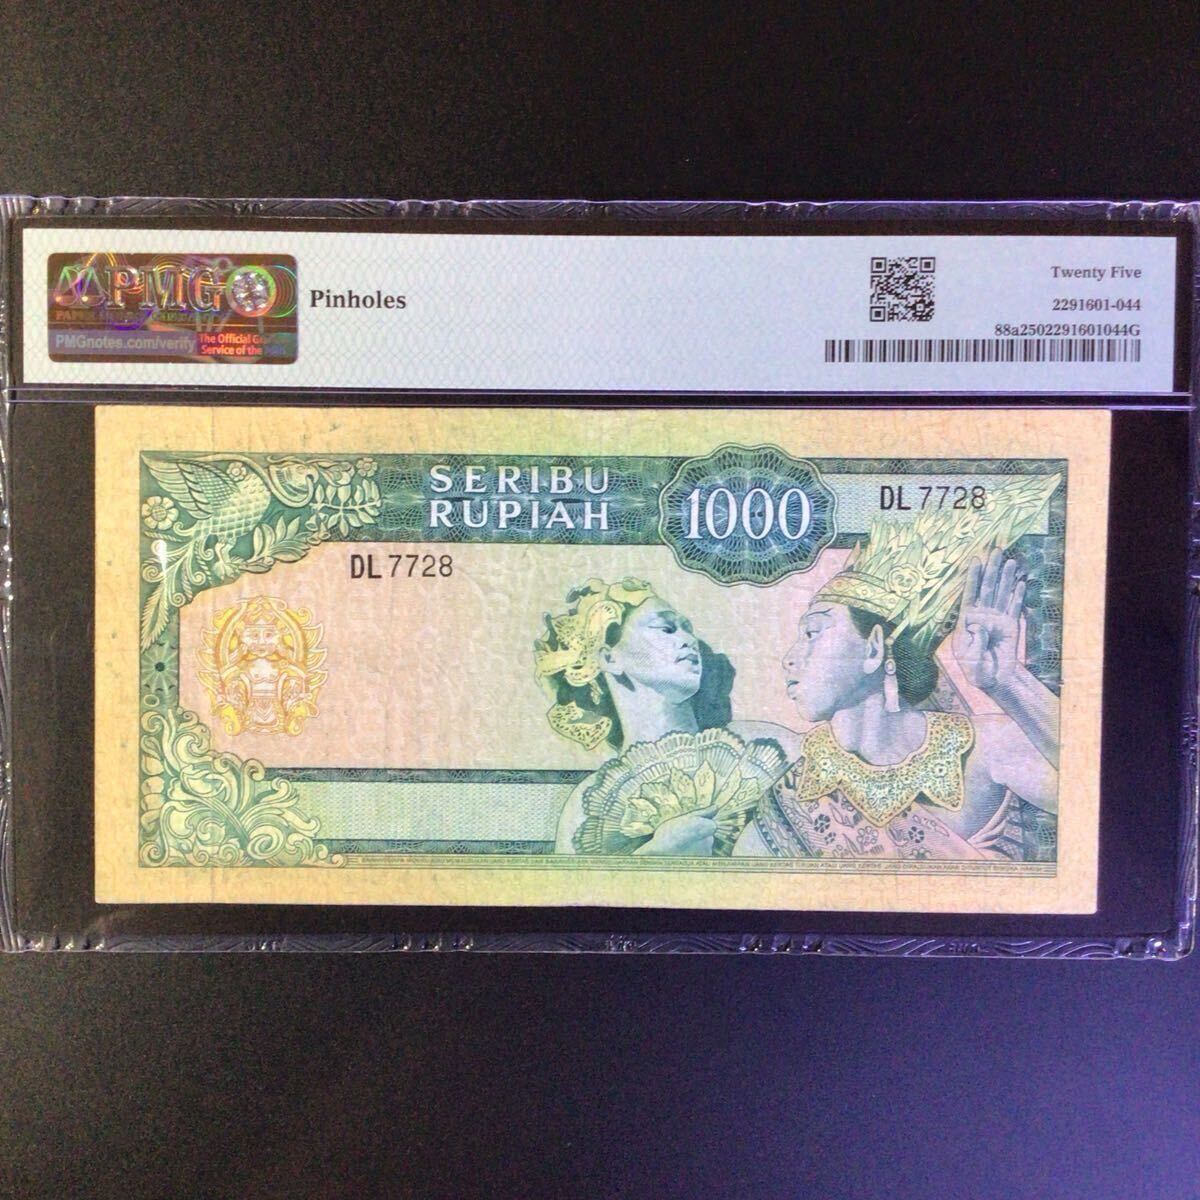 PMG
PMGnotes.com/verify
The Official
Service of the
Pinholes
Twenty Five
2291601-044
88a2502291601044G
SERIBU
RUPIAH
1000
DL 7728
DL 7728